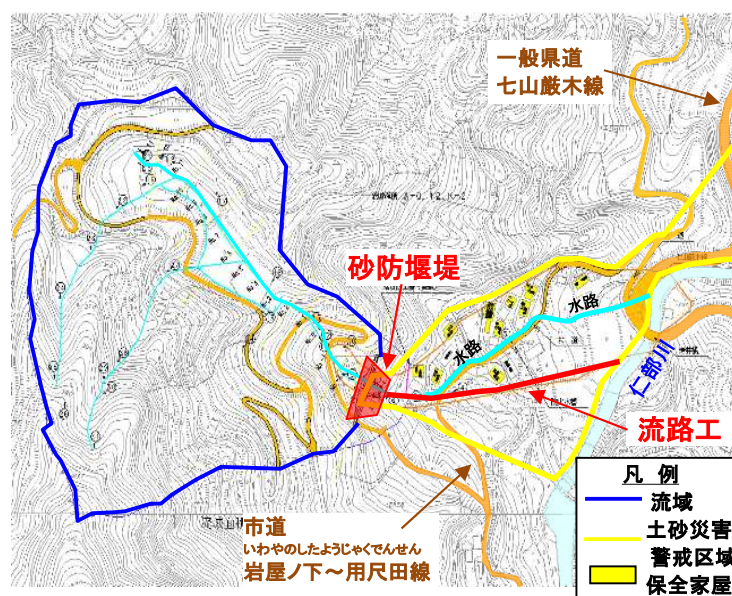 一般県道
七山厳木線
砂防堰堤
水路
水路
仁部川
流路工
市道
いわやのしたようじゃくでんせん
岩屋ノ下～用尺田線
凡 例
流域
土砂災害
警戒区域
保全家屋